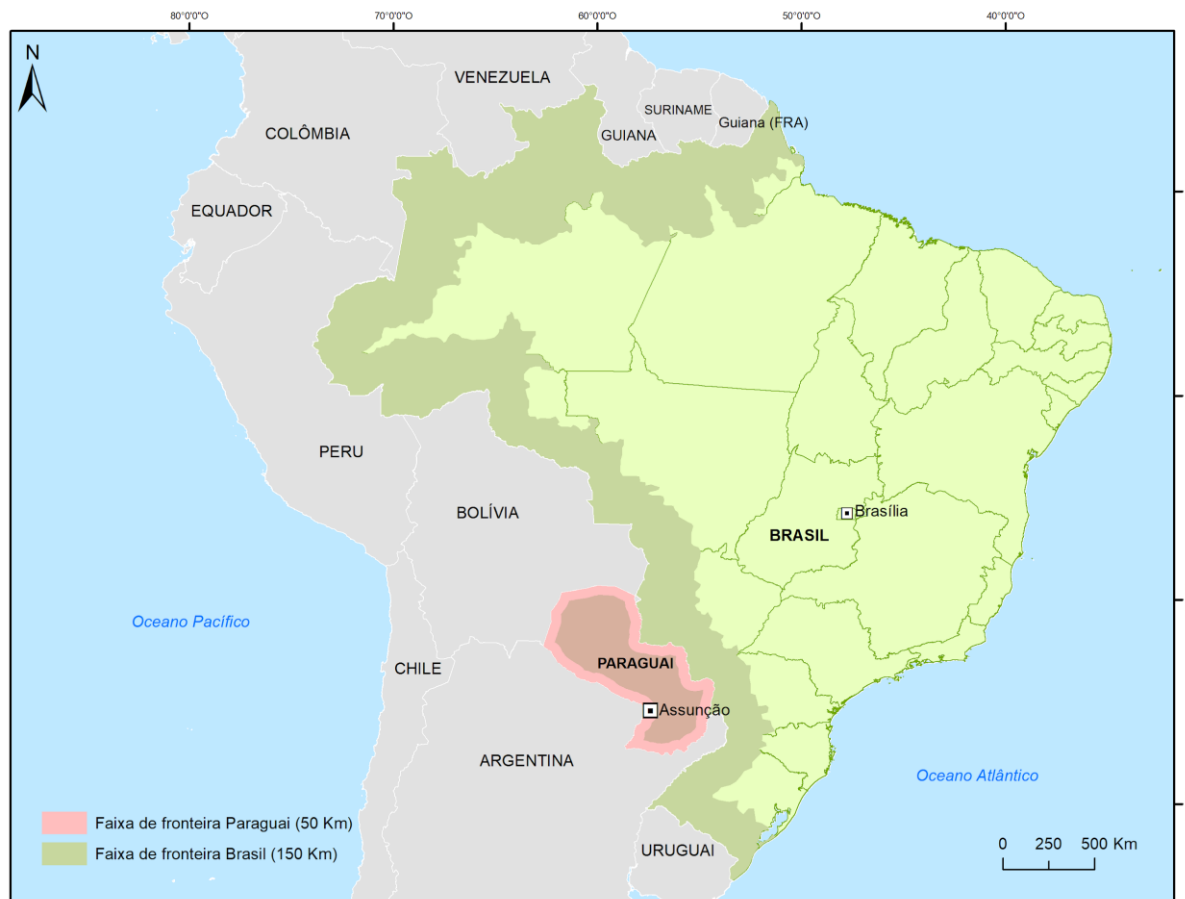 80°0'0"O 70°0'0"O 60°0'0"O 50°0'0"O 40°0'0"O
N
VENEZUELA
SURINAME
Guiana (FRA)
COLÔMBIA
GUIANA
EQUADOR
PERU
BOLÍVIA
Brasília
BRASIL
Oceano Pacífico
PARAGUAI
CHILE
Assunção
ARGENTINA
Oceano Atlântico
Faixa de fronteira Paraguai (50 Km)
Faixa de fronteira Brasil (150 Km)
URUGUAI
0 250 500 Km